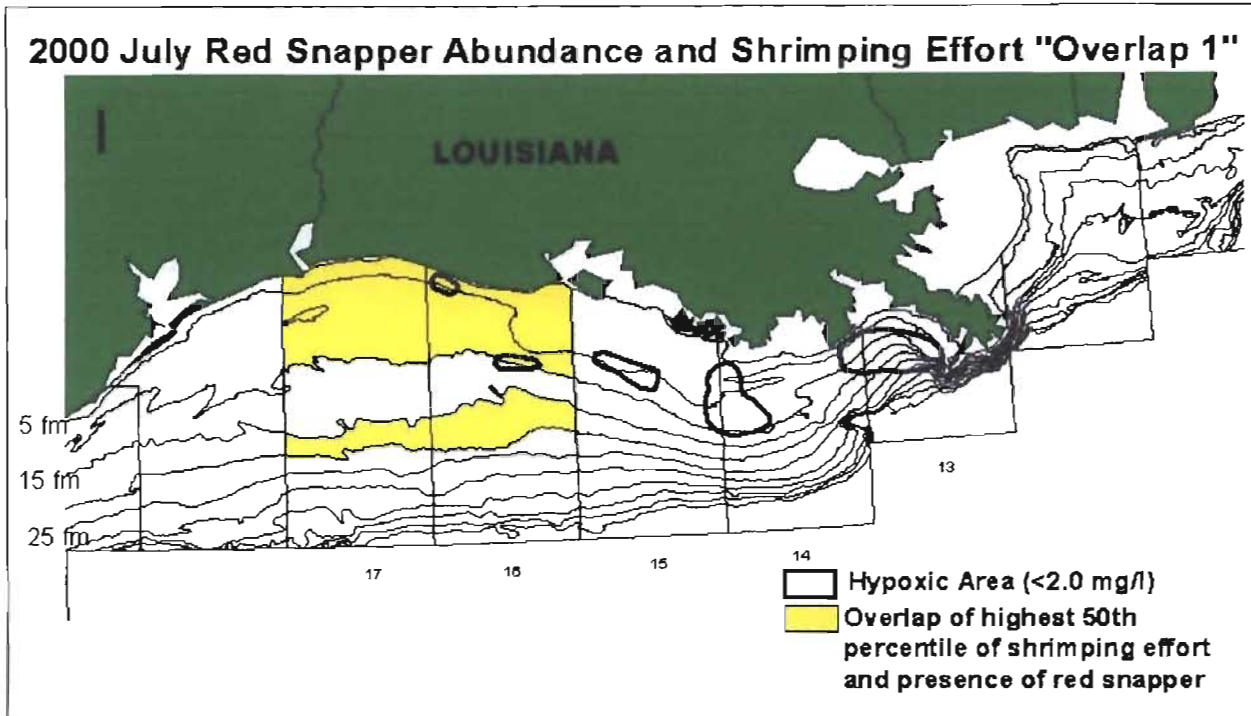 2000 July Red Snapper Abundance and Shrimping Effort "Overlap 1"
LOUISIANA
5 fm
15 fm
25 fm
17
16
15
14
13
Hypoxic Area (<2.0 mg/l)
Overlap of highest 50th
percentile of shrimping effort
and presence of red snapper